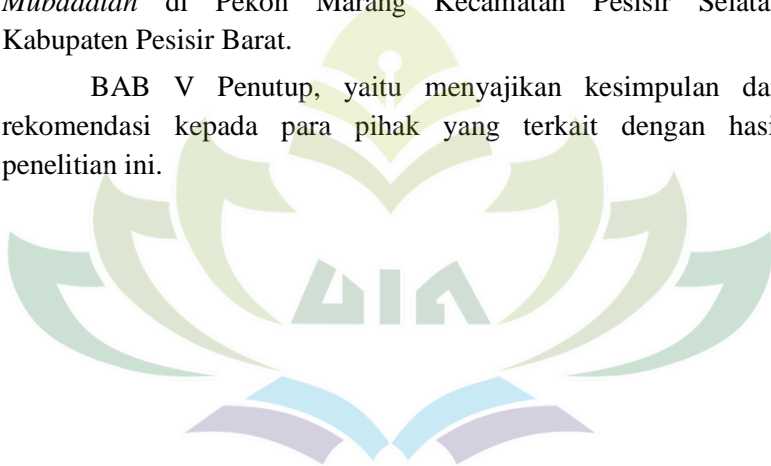 Mubadalah di Pekon Marang Kecamatan Pesisir Selata
Kabupaten Pesisir Barat.
BAB V Penutup, yaitu menyajikan kesimpulan da
rekomendasi kepada para pihak yang terkait dengan hasi
penelitian ini.
UIN